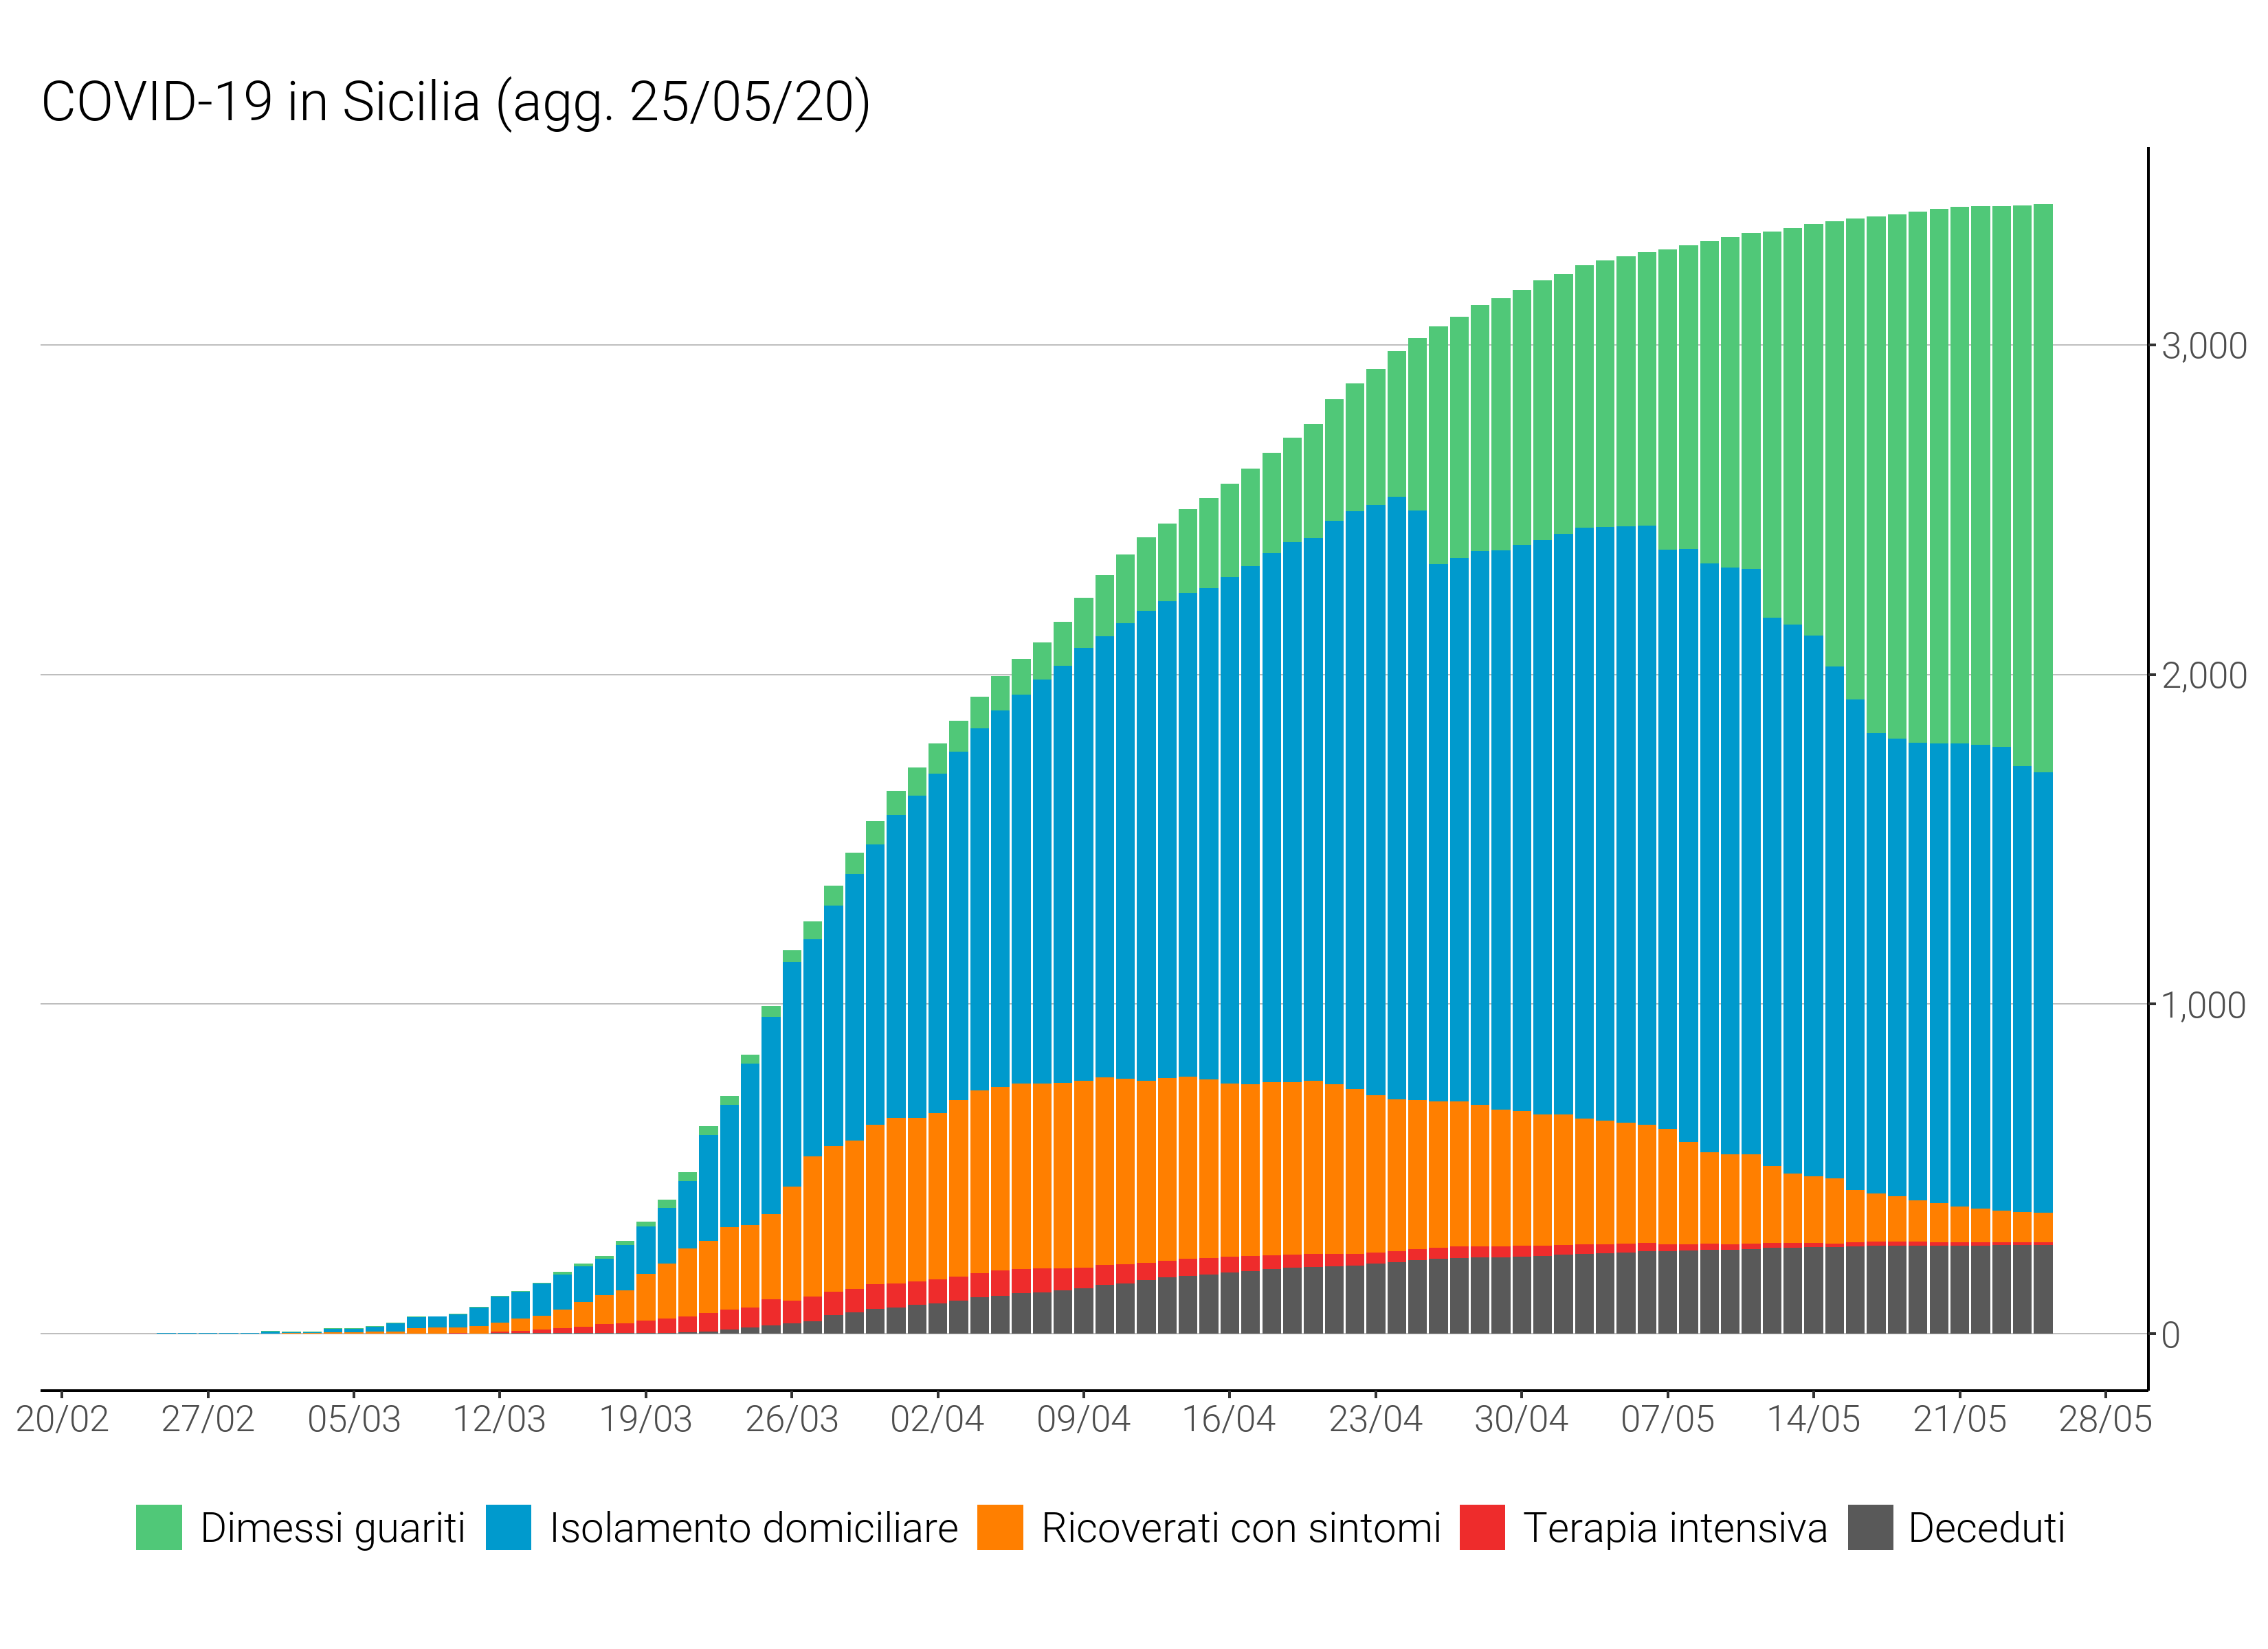 COVID-19 in Sicilia (agg. 25/05/20)
3,000
2,000
1,000
0
20/02 27/02 05/03 12/03 19/03 26/03 02/04 09/04 16/04 23/04 30/04 07/05 14/05 21/05 28/05
Dimessi guariti Isolamento domiciliare Ricoverati con sintomi Terapia intensiva Deceduti